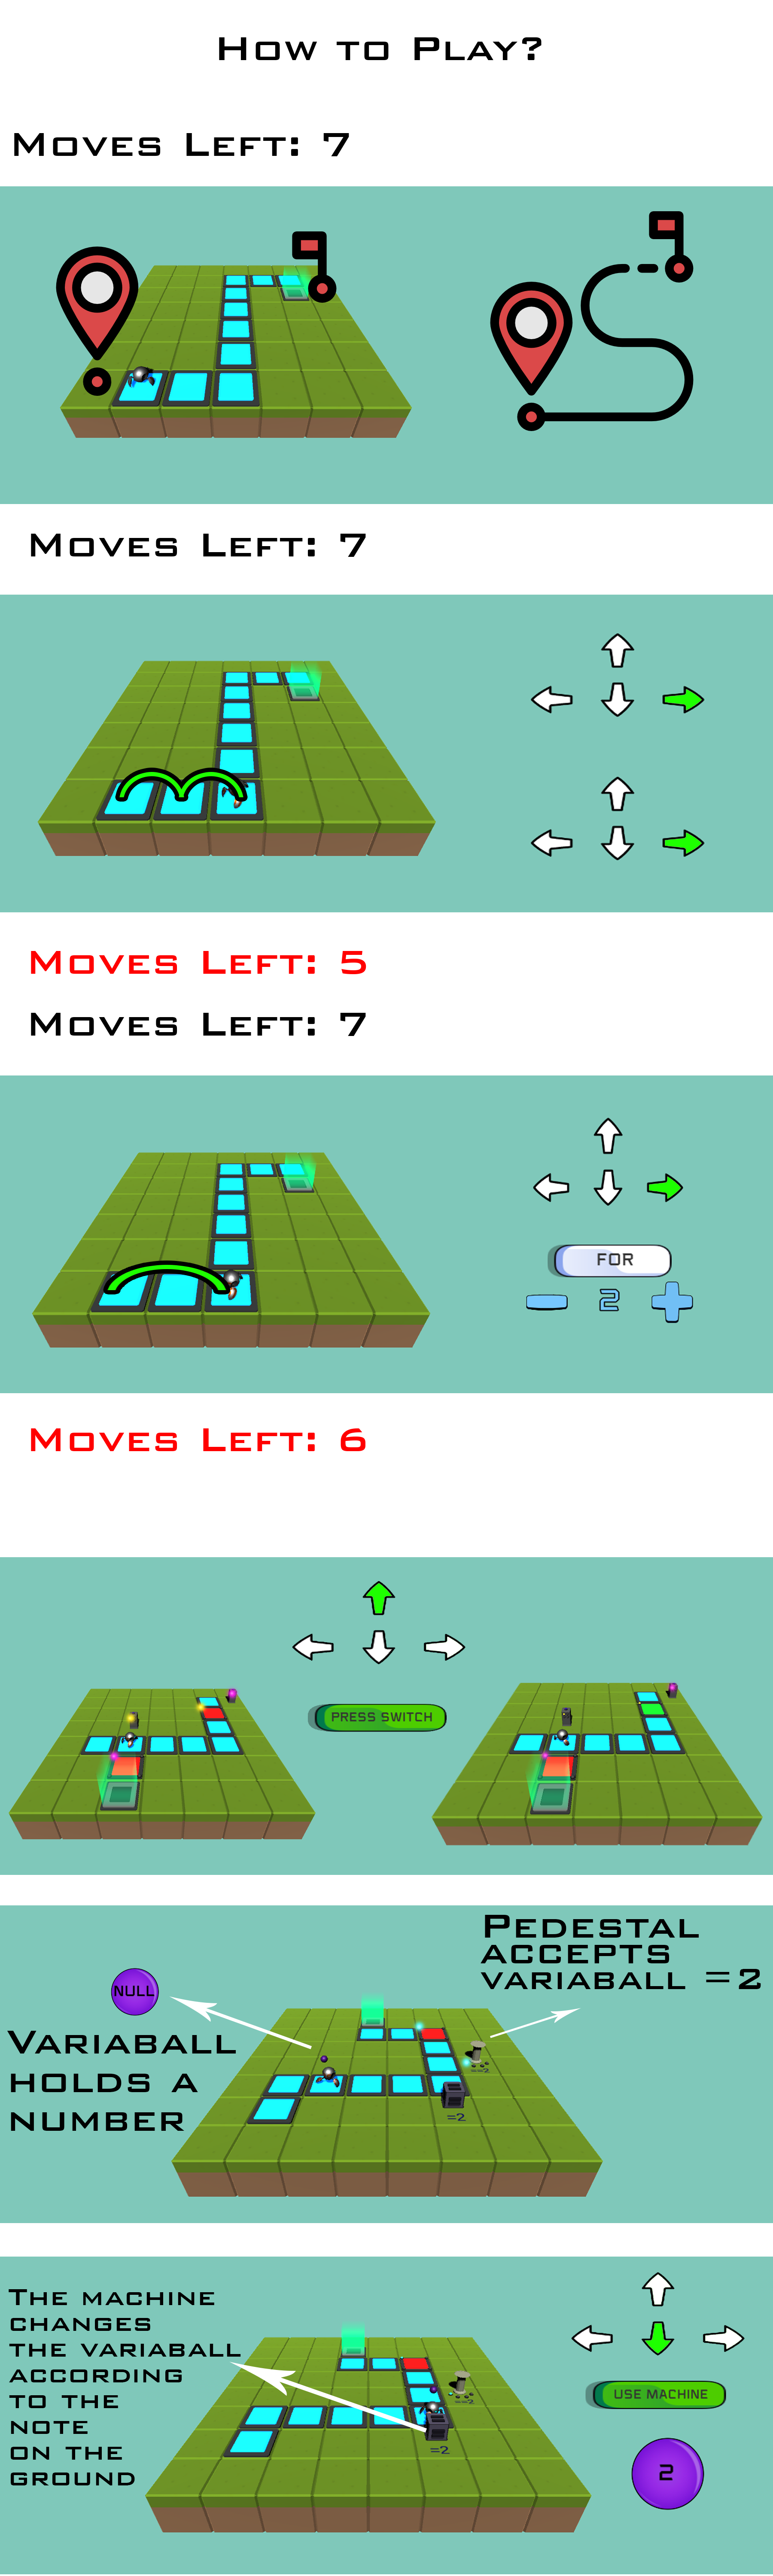 How to Play?
Moves Left: 7
Moves Left: 7
Moves Left: 5
Moves Left: 7
FOR
2
Moves Left: 6
PRESS SWITCH
Pedestal
accepts
variaball =2
NULL
Variaball
holds a
number
==2
=2
The machine
changes
the variaball
according
to the
note
on the
ground
==2
=2
USE MACHINE
2